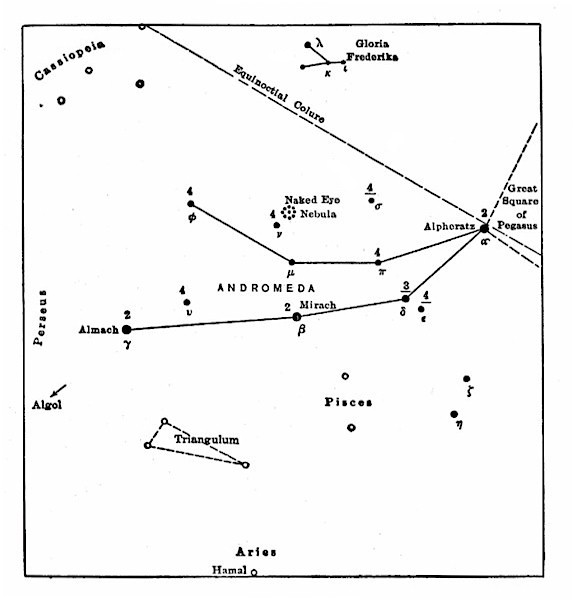 Cassiopeia
λ
Gloria
Frederika
κ
ι
Equinoctial Colure
4
φ
Naked Eye
Nebula
4
ν
4
σ
Great
Square
of
Pegasus
2
Alpheratz
α
μ
4
π
ANDROMEDA
4
υ
3
δ
4
ε
2
Mirach
β
2
Almach
γ
Perseus
Algol
Pisces
ζ
η
Triangulum
Aries
Hamal